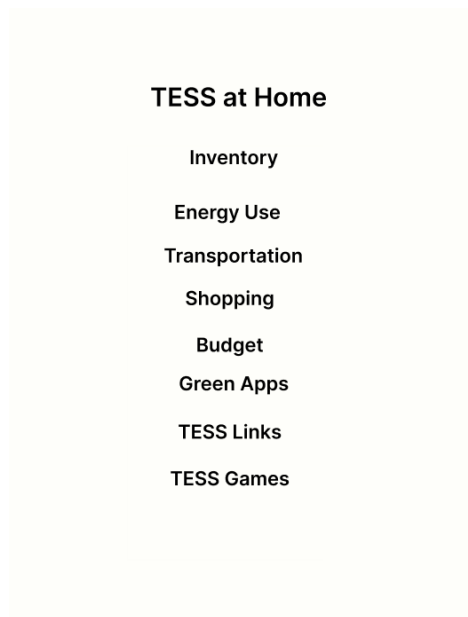 TESS at Home
Inventory
Energy Use
Transportation
Shopping
Budget
Green Apps
TESS Links
TESS Games